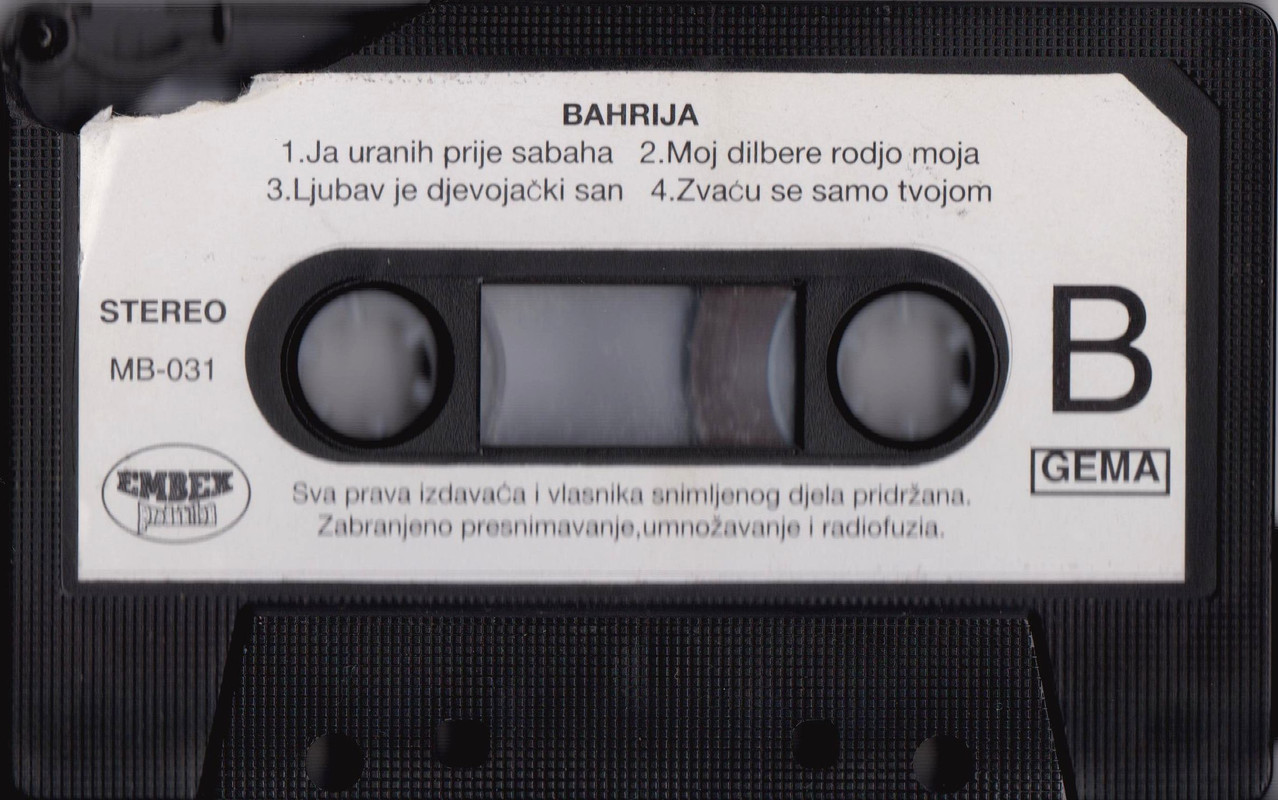 BAHRIJA
1.Ja uranih prije sabaha 2.Moj dilbere rodjo moja
3.Ljubav je djevojački san 4.Zvaću se samo tvojom
STEREO
MB-031
B
GEMA
EMBEX
Sva prava izdavaća i vlasnika snimljenog djela pridržana.
Zabranjeno presnimavanje,umnožavanje i radiofuzia.